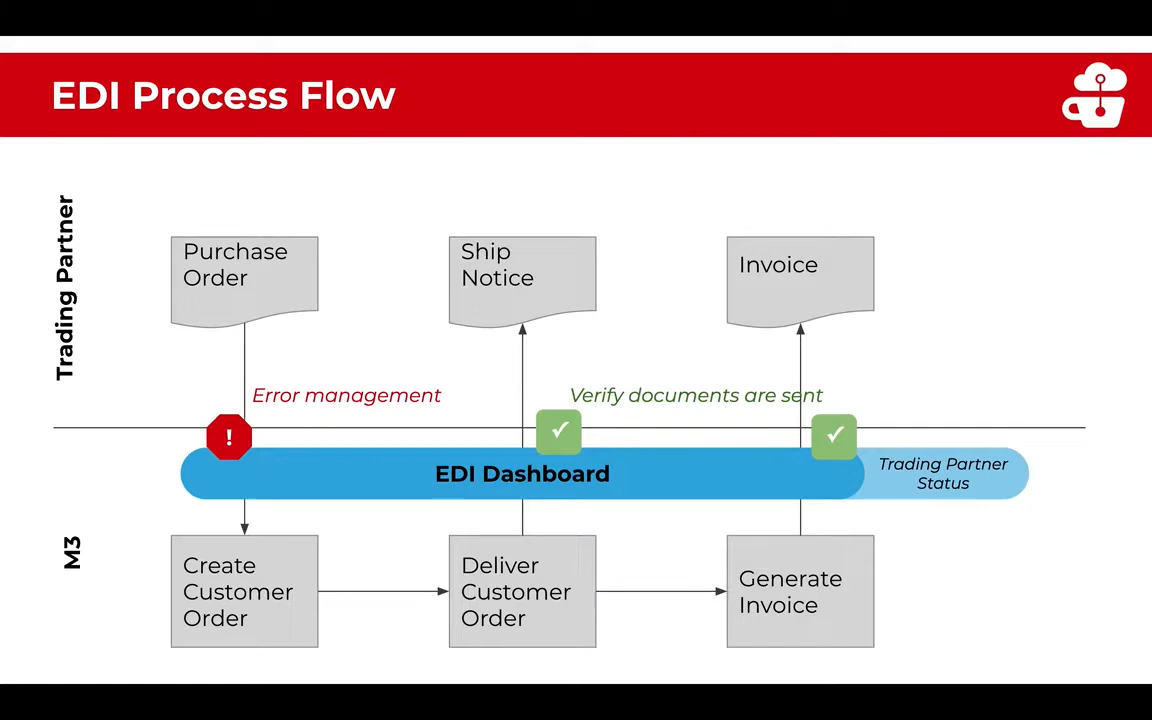 EDI Process Flow
Trading Partner
Purchase
Order
Ship
Notice
Invoice
Error management
Verify documents are sent
!
EDI Dashboard
Trading Partner
Status
M3
Create
Customer
Order
Deliver
Customer
Order
Generate
Invoice